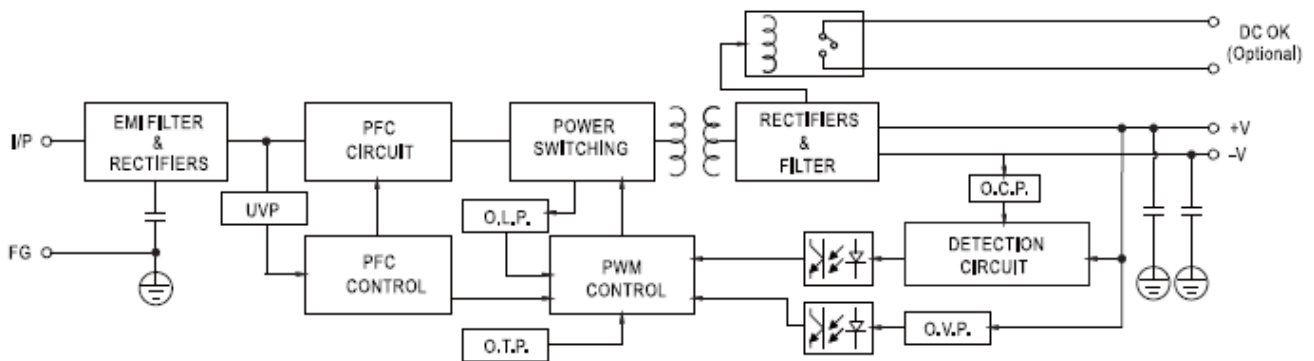 DC OK
(Optional)
I/P
EMI FILTER
&
RECTIFIERS
PFC
CIRCUIT
POWER
SWITCHING
RECTIFIERS
&
FILTER
+V
-V
UVP
O.L.P.
O.C.P.
FG
PFC
CONTROL
PWM
CONTROL
DETECTION
CIRCUIT
O.T.P.
O.V.P.